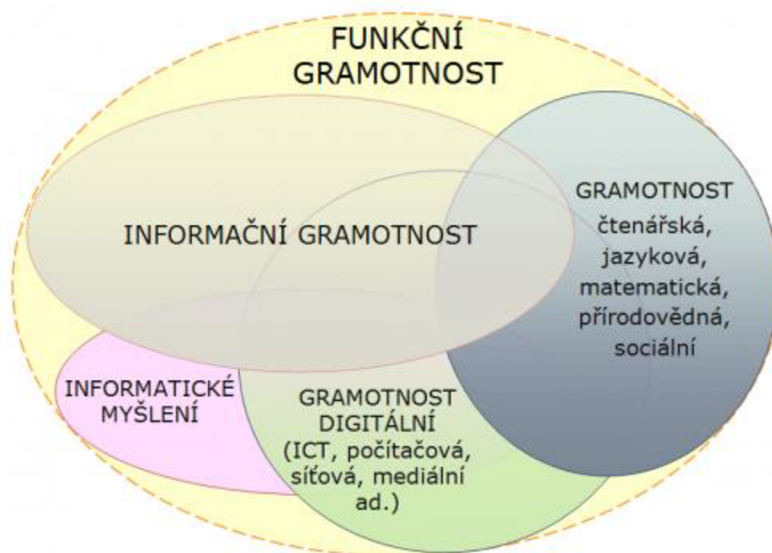 FUNKČNÍ
GRAMOTNOST
INFORMAČNÍ GRAMOTNOST
GRAMOTNOST
čtenářská,
jazyková,
matematická,
přírodovědná,
sociální
INFORMATICKÉ
MYŠLENÍ
GRAMOTNOST
DIGITÁLNÍ
(ICT, počítačová,
síťová, mediální
ad.)